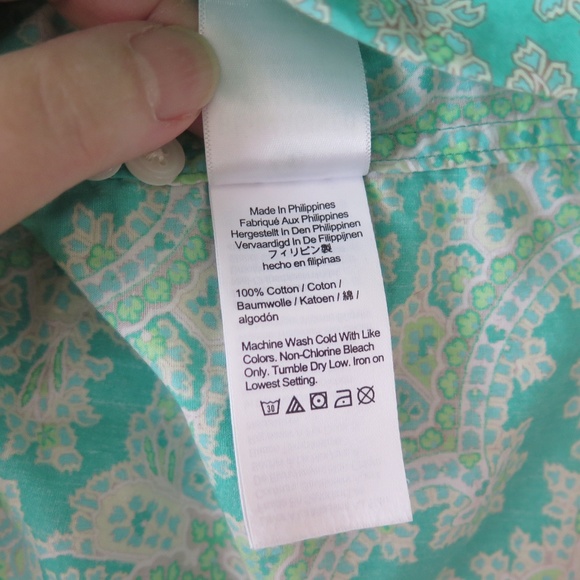 Made In Philippines
Fabriqué Aux Philippines
Hergestellt In Den Philippinen
Vervaardigd In De Filippijnen
フィリピン製
hecho en filipinas
100% Cotton / Coton /
Baumwolle / Katoen / 綿 /
algodón
Machine Wash Cold With Like
Colors. Non-Chlorine Bleach
Only. Tumble Dry Low. Iron on
Lowest Setting.
30